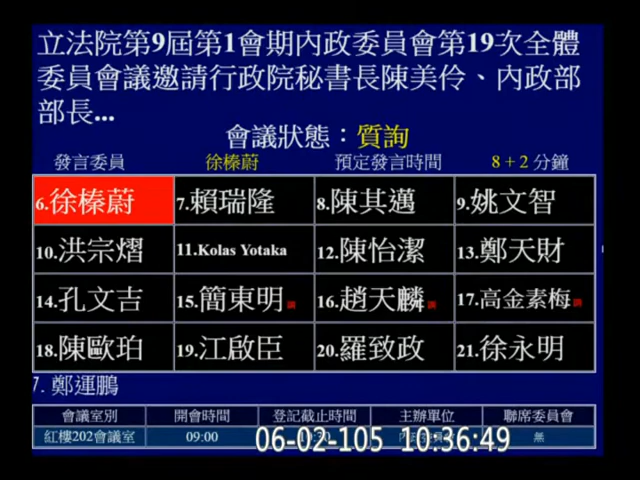 立法院第9屆第1會期內政委員會第19次全體
委員會議邀請行政院秘書長陳美伶、內政部
部長...
會議狀態：質詢
發言委員 徐榛蔚 預定發言時間 8 + 2 分鐘
6.徐榛蔚 7.賴瑞隆 8.陳其邁 9.姚文智
10.洪宗熠 11.Kolas Yotaka 12.陳怡潔 13.鄭天財
14.孔文吉 15.簡東明 16.趙天麟 17.高金素梅
18.陳歐珀 19.江啟臣 20.羅致政 21.徐永明
7. 鄭運鵬
會議室別 開會時間 登記截止時間 主辦單位 聯席委員會
紅樓202會議室 09:00 無
06-02-105 10:36:49